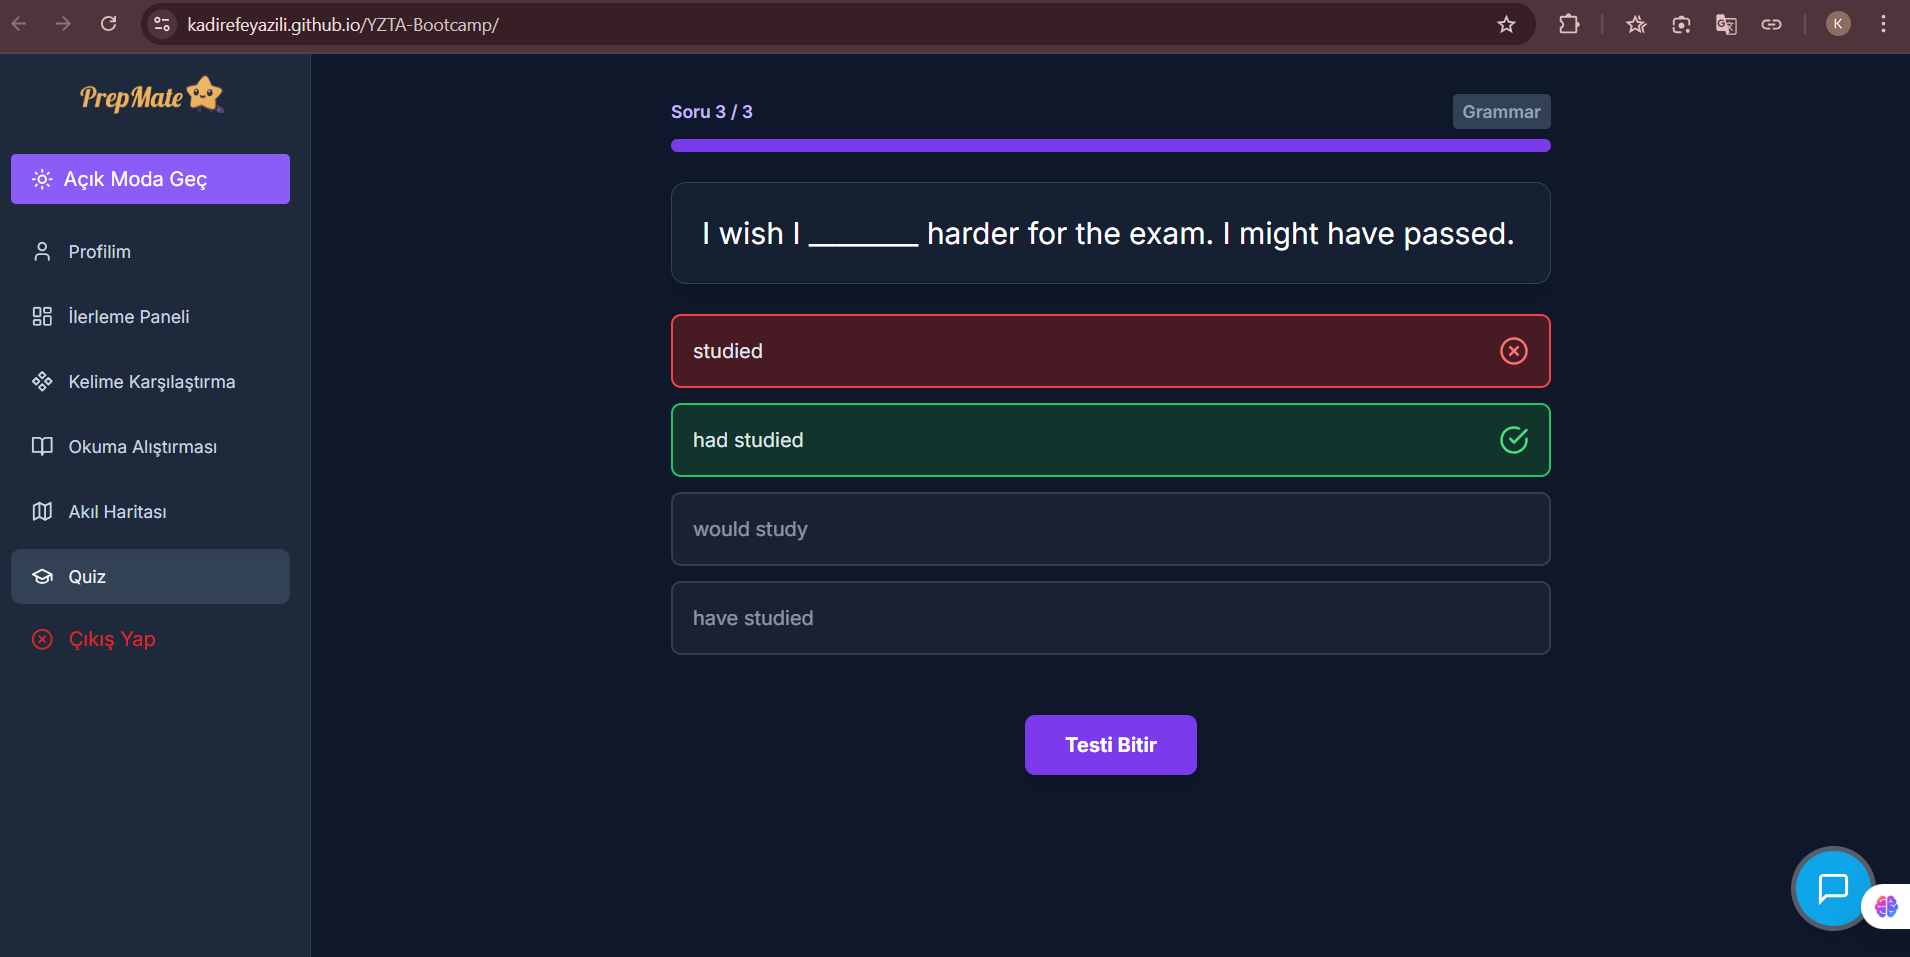 kadirefeyazili.github.io/YZTA-Bootcamp/
K
PrepMate
Açık Moda Geç
Profilim
İlerleme Paneli
Kelime Karşılaştırma
Okuma Alıştırması
Akıl Haritası
Quiz
Çıkış Yap
Soru 3 / 3
Grammar
I wish I _______ harder for the exam. I might have passed.
studied
had studied
would study
have studied
Testi Bitir